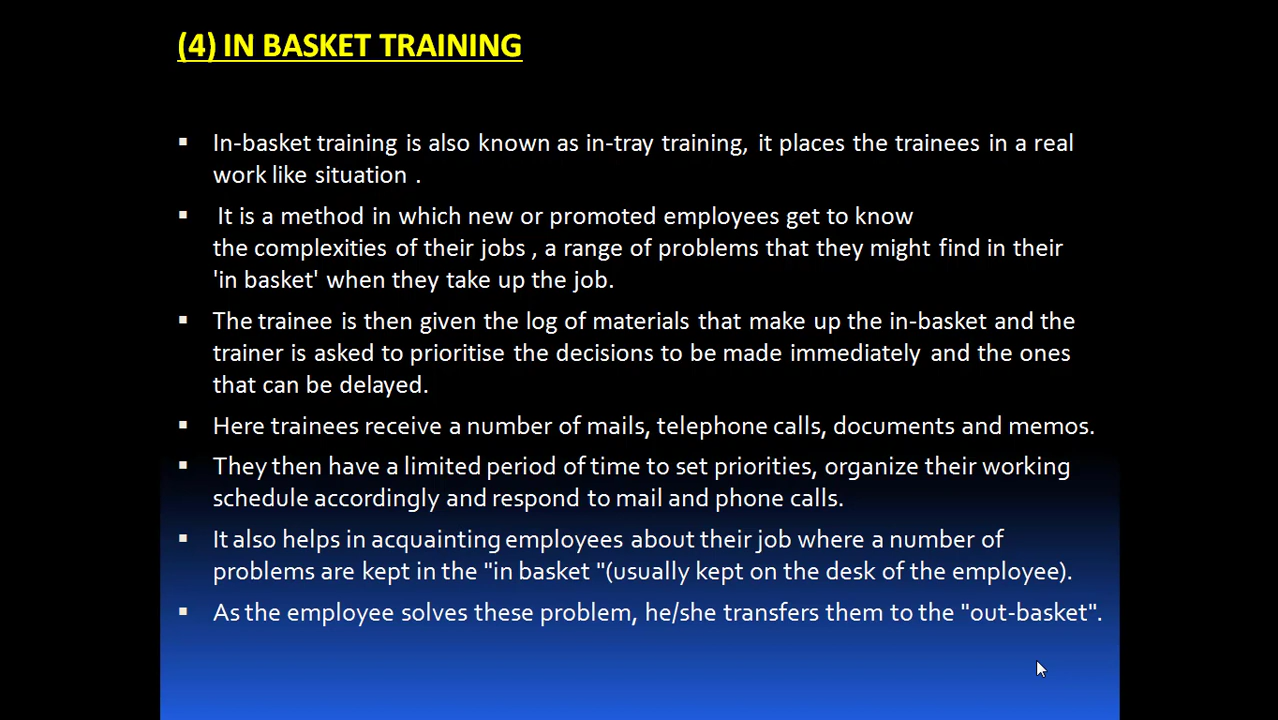 (4) IN BASKET TRAINING
▪ In-basket training is also known as in-tray training, it places the trainees in a real
work like situation .
▪ It is a method in which new or promoted employees get to know
the complexities of their jobs , a range of problems that they might find in their
'in basket' when they take up the job.
▪ The trainee is then given the log of materials that make up the in-basket and the
trainer is asked to prioritise the decisions to be made immediately and the ones
that can be delayed.
▪ Here trainees receive a number of mails, telephone calls, documents and memos.
▪ They then have a limited period of time to set priorities, organize their working
schedule accordingly and respond to mail and phone calls.
▪ It also helps in acquainting employees about their job where a number of
problems are kept in the "in basket "(usually kept on the desk of the employee).
▪ As the employee solves these problem, he/she transfers them to the "out-basket".